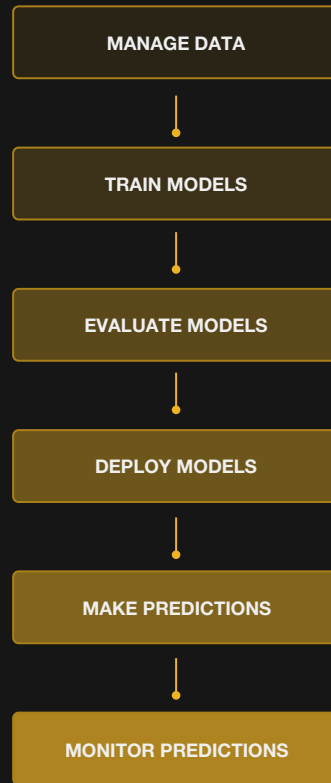 MANAGE DATA
TRAIN MODELS
EVALUATE MODELS
DEPLOY MODELS
MAKE PREDICTIONS
MONITOR PREDICTIONS